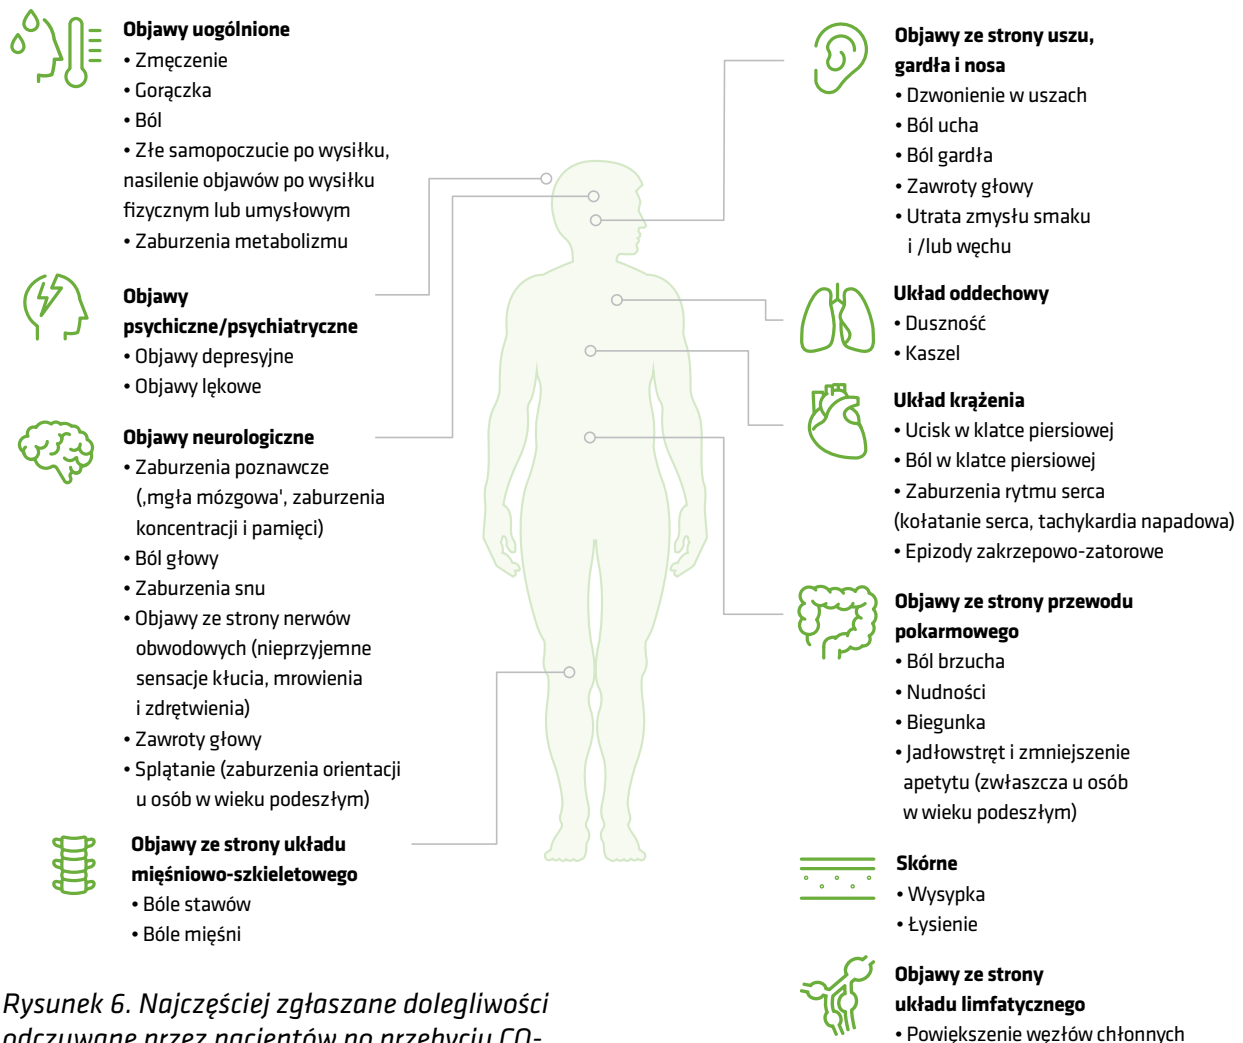 Objawy uogólnione
• Zmęczenie
• Gorączka
• Ból
• Złe samopoczucie po wysiłku,
nasilenie objawów po wysiłku
fizycznym lub umysłowym
• Zaburzenia metabolizmu
Objawy
psychiczne/psychiatryczne
• Objawy depresyjne
• Objawy lękowe
Objawy neurologiczne
• Zaburzenia poznawcze
(‚mgła mózgowa', zaburzenia
koncentracji i pamięci)
• Ból głowy
• Zaburzenia snu
• Objawy ze strony nerwów
obwodowych (nieprzyjemne
sensacje kłucia, mrowienia
i zdrętwienia)
• Zawroty głowy
• Splątanie (zaburzenia orientacji
u osób w wieku podeszłym)
Objawy ze strony układu
mięśniowo-szkieletowego
• Bóle stawów
• Bóle mięśni
Objawy ze strony uszu,
gardła i nosa
• Dzwonienie w uszach
• Ból ucha
• Ból gardła
• Zawroty głowy
• Utrata zmysłu smaku
i /lub węchu
Układ oddechowy
• Duszność
• Kaszel
Układ krążenia
• Ucisk w klatce piersiowej
• Ból w klatce piersiowej
• Zaburzenia rytmu serca
(kołatanie serca, tachykardia napadowa)
• Epizody zakrzepowo-zatorowe
Objawy ze strony przewodu
pokarmowego
• Ból brzucha
• Nudności
• Biegunka
• Jadłowstręt i zmniejszenie
apetytu (zwłaszcza u osób
w wieku podeszłym)
Skórne
• Wysypka
• Łysienie
Objawy ze strony
układu limfatycznego
• Powiększenie węzłów chłonnych
Rysunek 6. Najczęściej zgłaszane dolegliwości
odczuwane przez pacjentów po przebyciu CO-